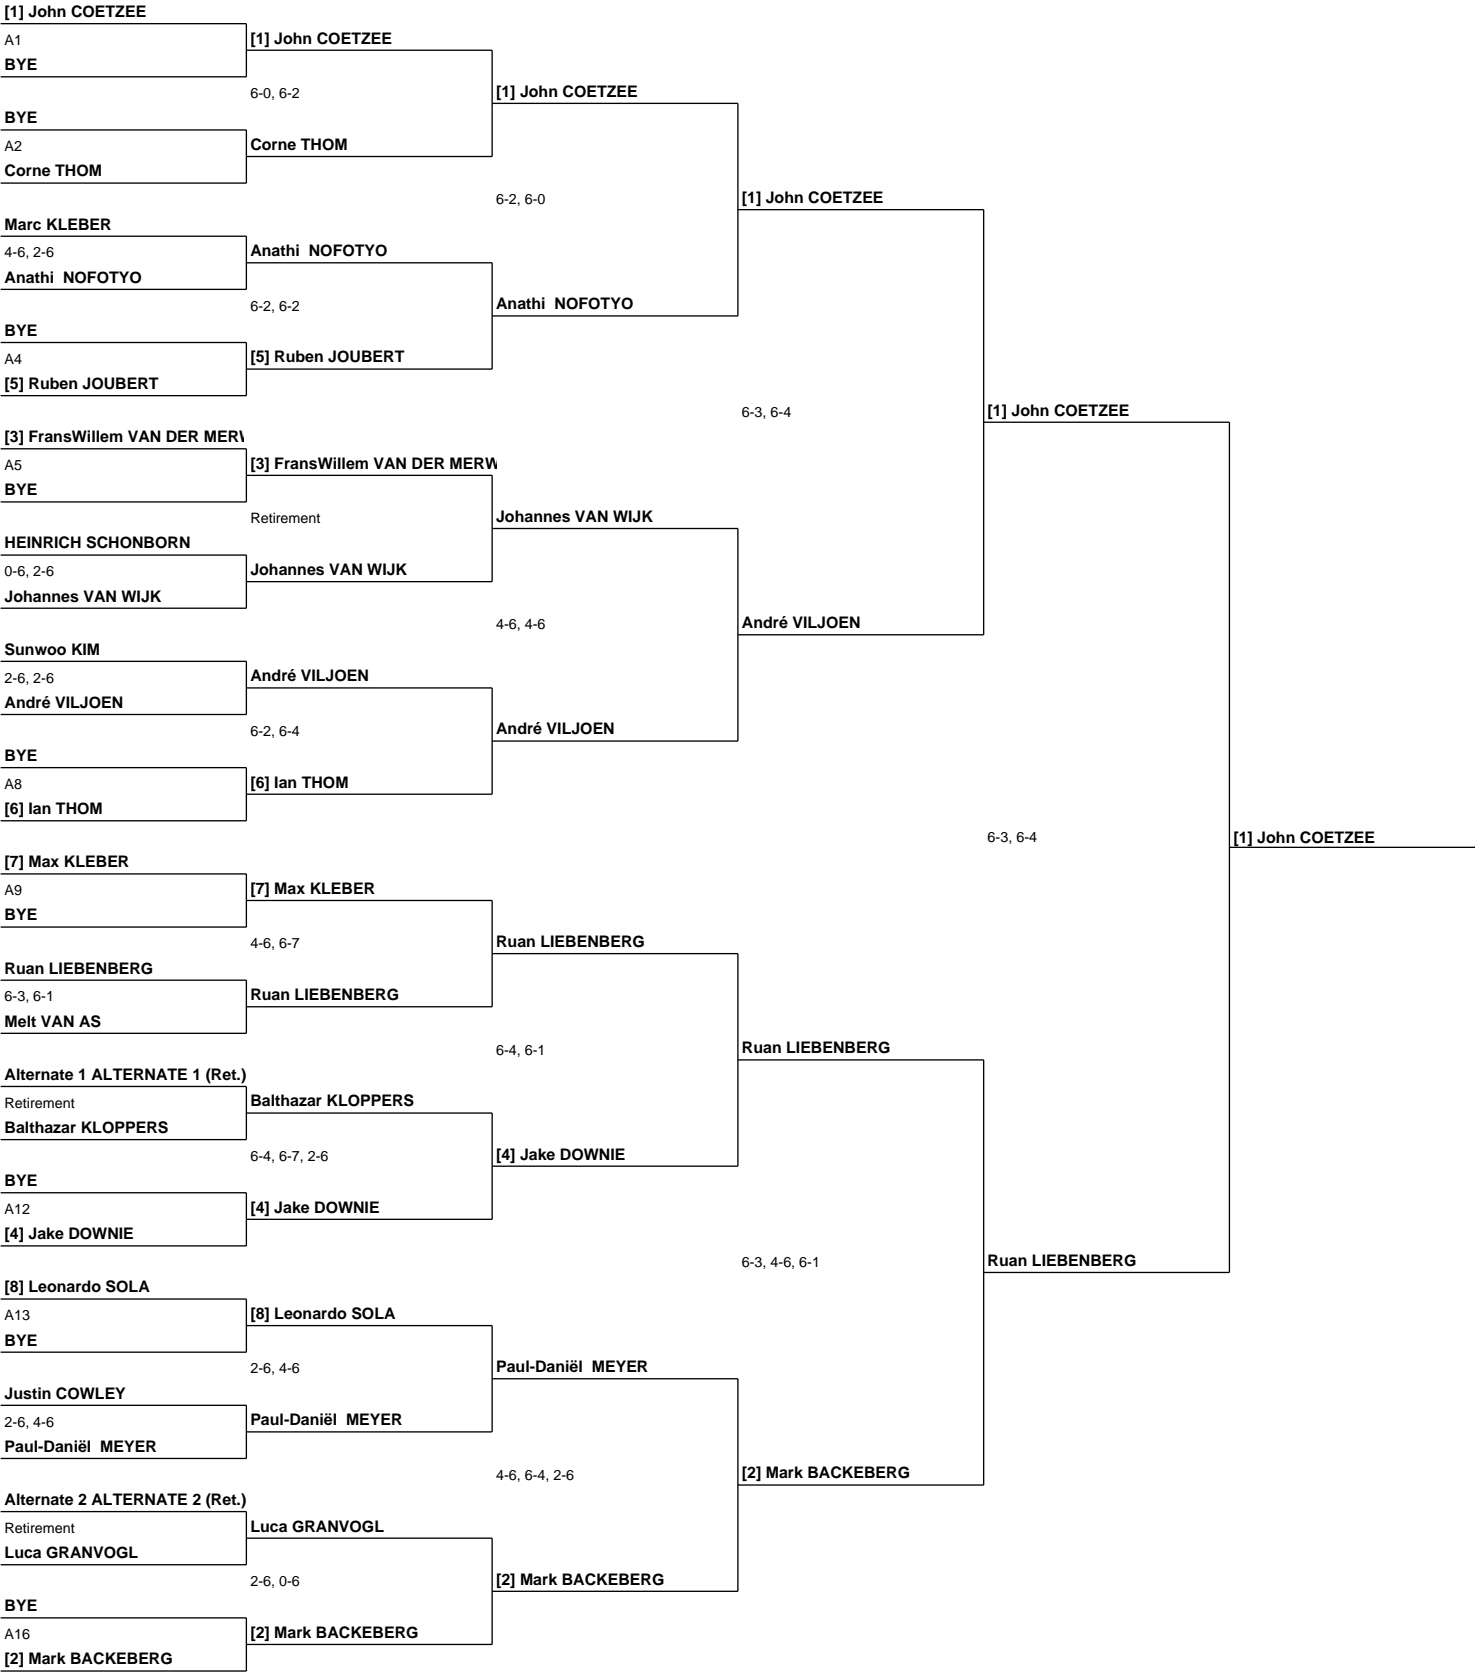 [1] John COETZEE
A1
BYE
BYE
A2
Corne THOM
Marc KLEBER
4-6, 2-6
Anathi  NOFOTYO
BYE
A4
[5] Ruben JOUBERT
[3] FransWillem VAN DER MER
A5
BYE
HEINRICH SCHONBORN
0-6, 2-6
Johannes VAN WIJK
Sunwoo KIM
2-6, 2-6
André VILJOEN
BYE
A8
[6] Ian THOM
[7] Max KLEBER
A9
BYE
Ruan LIEBENBERG
6-3, 6-1
Melt VAN AS
Alternate 1 ALTERNATE 1 (Ret.)
Retirement
Balthazar KLOPPERS
BYE
A12
[4] Jake DOWNIE
[8] Leonardo SOLA
A13
BYE
Justin COWLEY
2-6, 4-6
Paul-Daniël  MEYER
Alternate 2 ALTERNATE 2 (Ret.)
Retirement
Luca GRANVOGL
BYE
A16
[2] Mark BACKEBERG
[1] John COETZEE
6-0, 6-2
Corne THOM
Anathi  NOFOTYO
6-2, 6-2
[5] Ruben JOUBERT
[3] FransWillem VAN DER MERW
Retirement
Johannes VAN WIJK
André VILJOEN
6-2, 6-4
[6] Ian THOM
[7] Max KLEBER
4-6, 6-7
Ruan LIEBENBERG
Balthazar KLOPPERS
6-4, 6-7, 2-6
[4] Jake DOWNIE
[8] Leonardo SOLA
2-6, 4-6
Paul-Daniël  MEYER
Luca GRANVOGL
2-6, 0-6
[2] Mark BACKEBERG
[1] John COETZEE
6-2, 6-0
Anathi  NOFOTYO
Johannes VAN WIJK
4-6, 4-6
André VILJOEN
Ruan LIEBENBERG
6-4, 6-1
[4] Jake DOWNIE
Paul-Daniël  MEYER
4-6, 6-4, 2-6
[2] Mark BACKEBERG
[1] John COETZEE
6-3, 6-4
André VILJOEN
Ruan LIEBENBERG
6-3, 4-6, 6-1
[2] Mark BACKEBERG
[1] John COETZEE
6-3, 6-4
Ruan LIEBENBERG
[1] John COETZEE